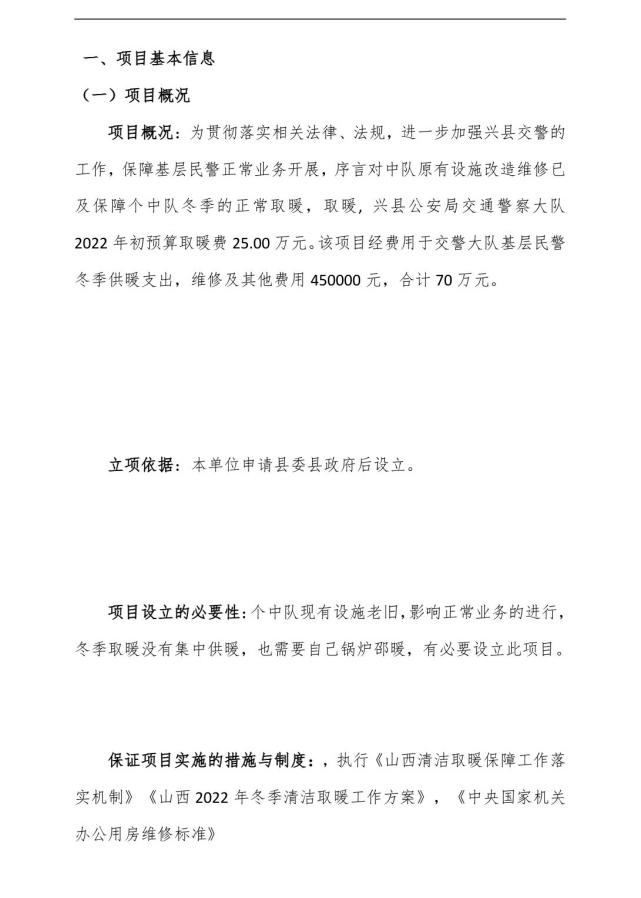 一、项目基本信息
（一）项目概况
项目概况：为贯彻落实相关法律、法规，进一步加强兴县交警的
工作，保障基层民警正常业务开展，序言对中队原有设施改造维修已
及保障个中队冬季的正常取暖，取暖, 兴县公安局交通警察大队
2022 年初预算取暖费 25.00 万元。该项目经费用于交警大队基层民警
冬季供暖支出，维修及其他费用 450000 元，合计 70 万元。
立项依据：本单位申请县委县政府后设立。
项目设立的必要性：个中队现有设施老旧，影响正常业务的进行，
冬季取暖没有集中供暖，也需要自己锅炉邵暖，有必要设立此项目。
保证项目实施的措施与制度：，执行《山西清洁取暖保障工作落
实机制》《山西 2022 年冬季清洁取暖工作方案》，《中央国家机关
办公用房维修标准》